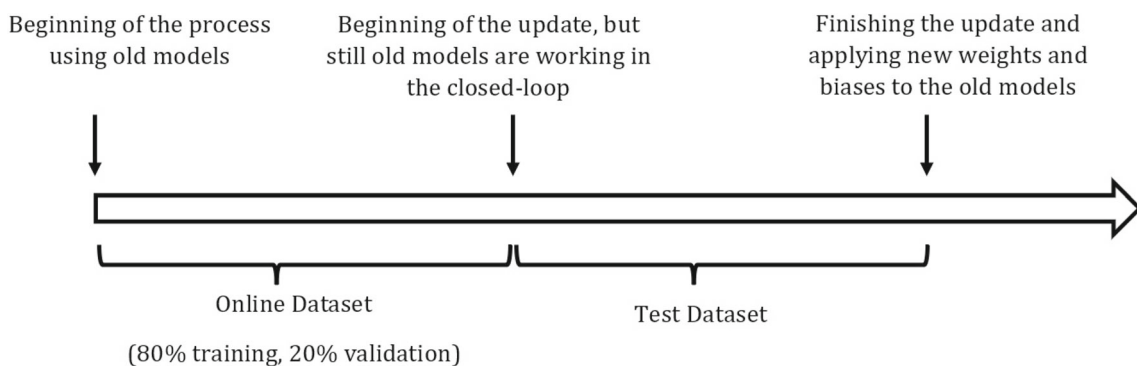 Beginning of the process
using old models
Beginning of the update, but
still old models are working in
the closed-loop
Finishing the update and
applying new weights and
biases to the old models
Online Dataset
(80% training, 20% validation)
Test Dataset